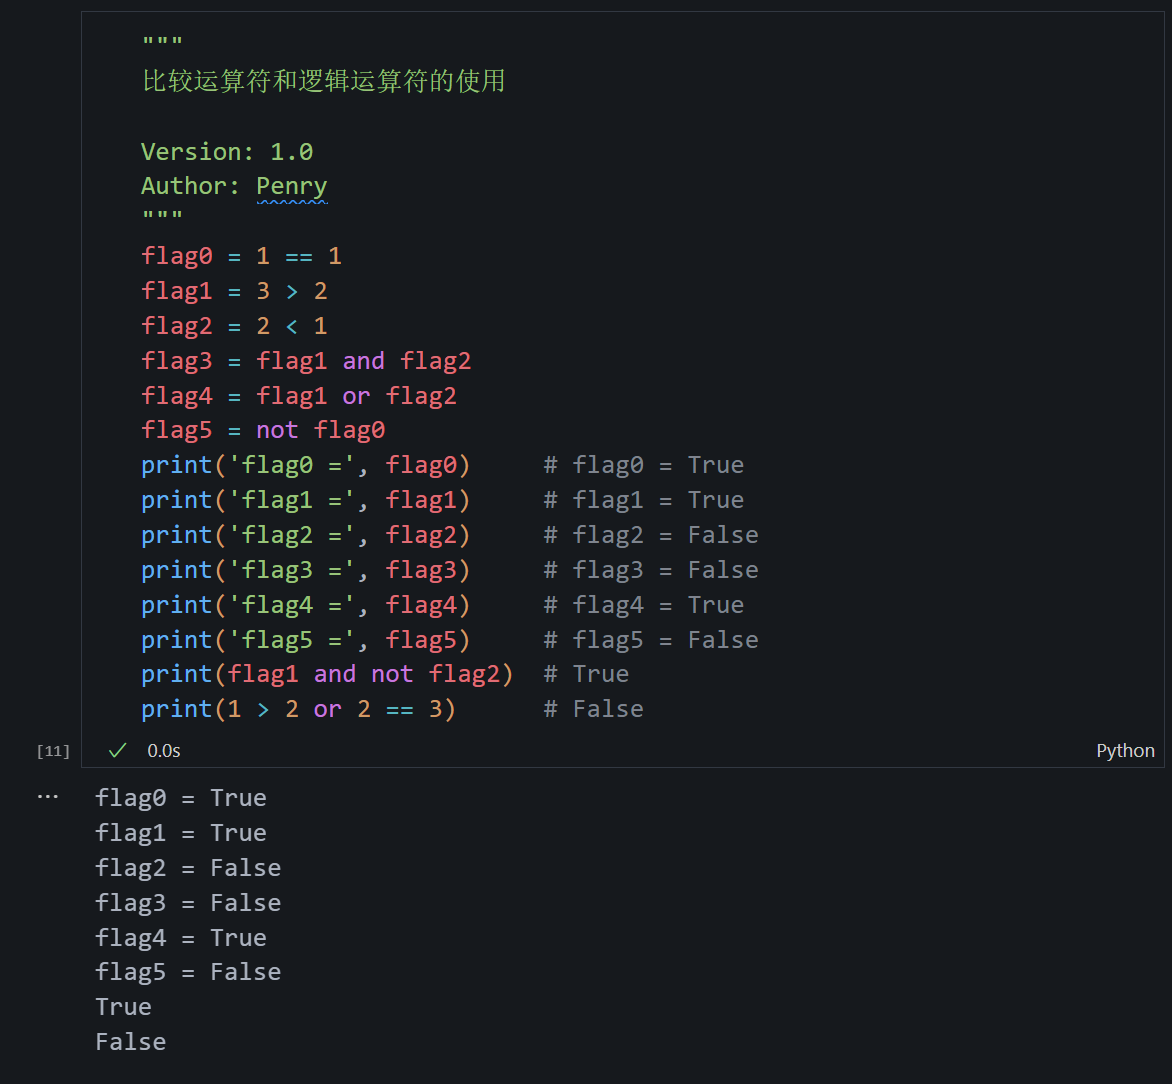 """
比较运算符和逻辑运算符的使用
Version: 1.0
Author: Penry
"""
flag0 = 1 == 1
flag1 = 3 > 2
flag2 = 2 < 1
flag3 = flag1 and flag2
flag4 = flag1 or flag2
flag5 = not flag0
print('flag0 =', flag0)     # flag0 = True
print('flag1 =', flag1)     # flag1 = True
print('flag2 =', flag2)     # flag2 = False
print('flag3 =', flag3)     # flag3 = False
print('flag4 =', flag4)     # flag4 = True
print('flag5 =', flag5)     # flag5 = False
print(flag1 and not flag2)  # True
print(1 > 2 or 2 == 3)      # False
[11] ✓ 0.0s Python
... flag0 = True
flag1 = True
flag2 = False
flag3 = False
flag4 = True
flag5 = False
True
False